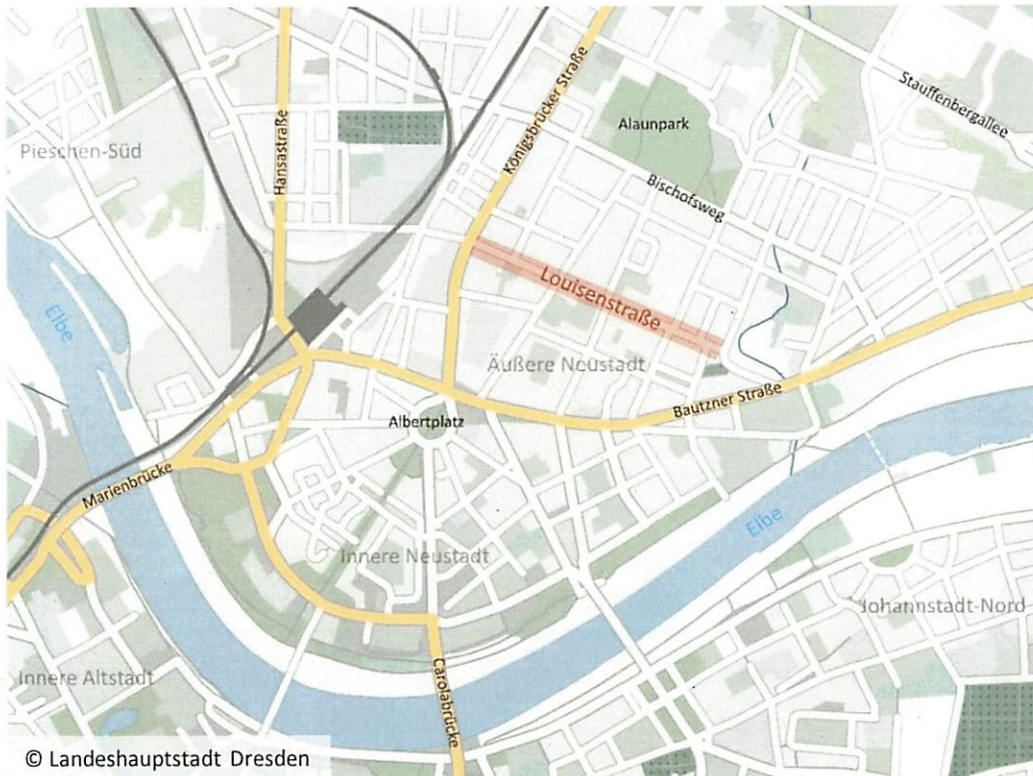 Stauffenbergallee
Königsbrücker Straße
Hansastraße
Alaunpark
Pieschen-Süd
Bischofsweg
Louisenstraße
Elbe
Äußere Neustadt
Bautzner Straße
Albertplatz
Marienbrücke
Elbe
Innere Neustadt
Johannstadt-Nord
Innere Altstadt
Carolabrücke
© Landeshauptstadt Dresden